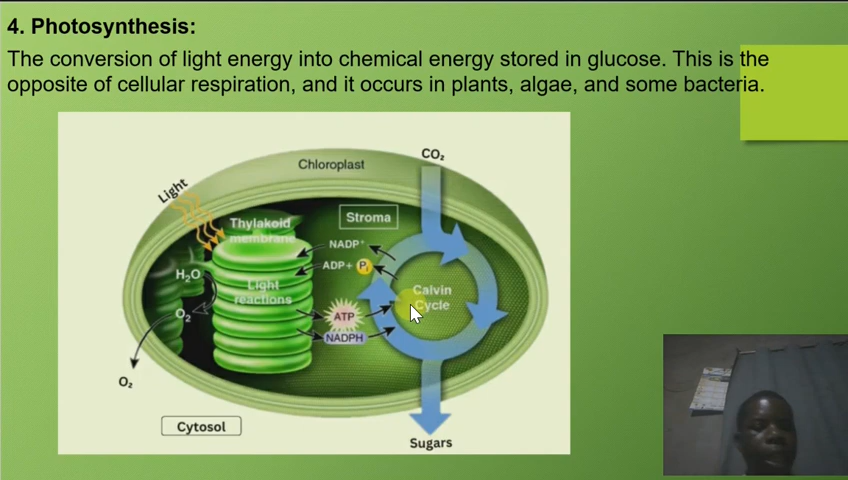 4. Photosynthesis:
The conversion of light energy into chemical energy stored in glucose. This is the
opposite of cellular respiration, and it occurs in plants, algae, and some bacteria.
CO₂
Chloroplast
Light
Stroma
Thylakoid
membrane
NADP⁺
ADP+ Pᵢ
H₂O
Light
reactions
Calvin
Cycle
O₂
ATP
NADPH
O₂
Cytosol
Sugars